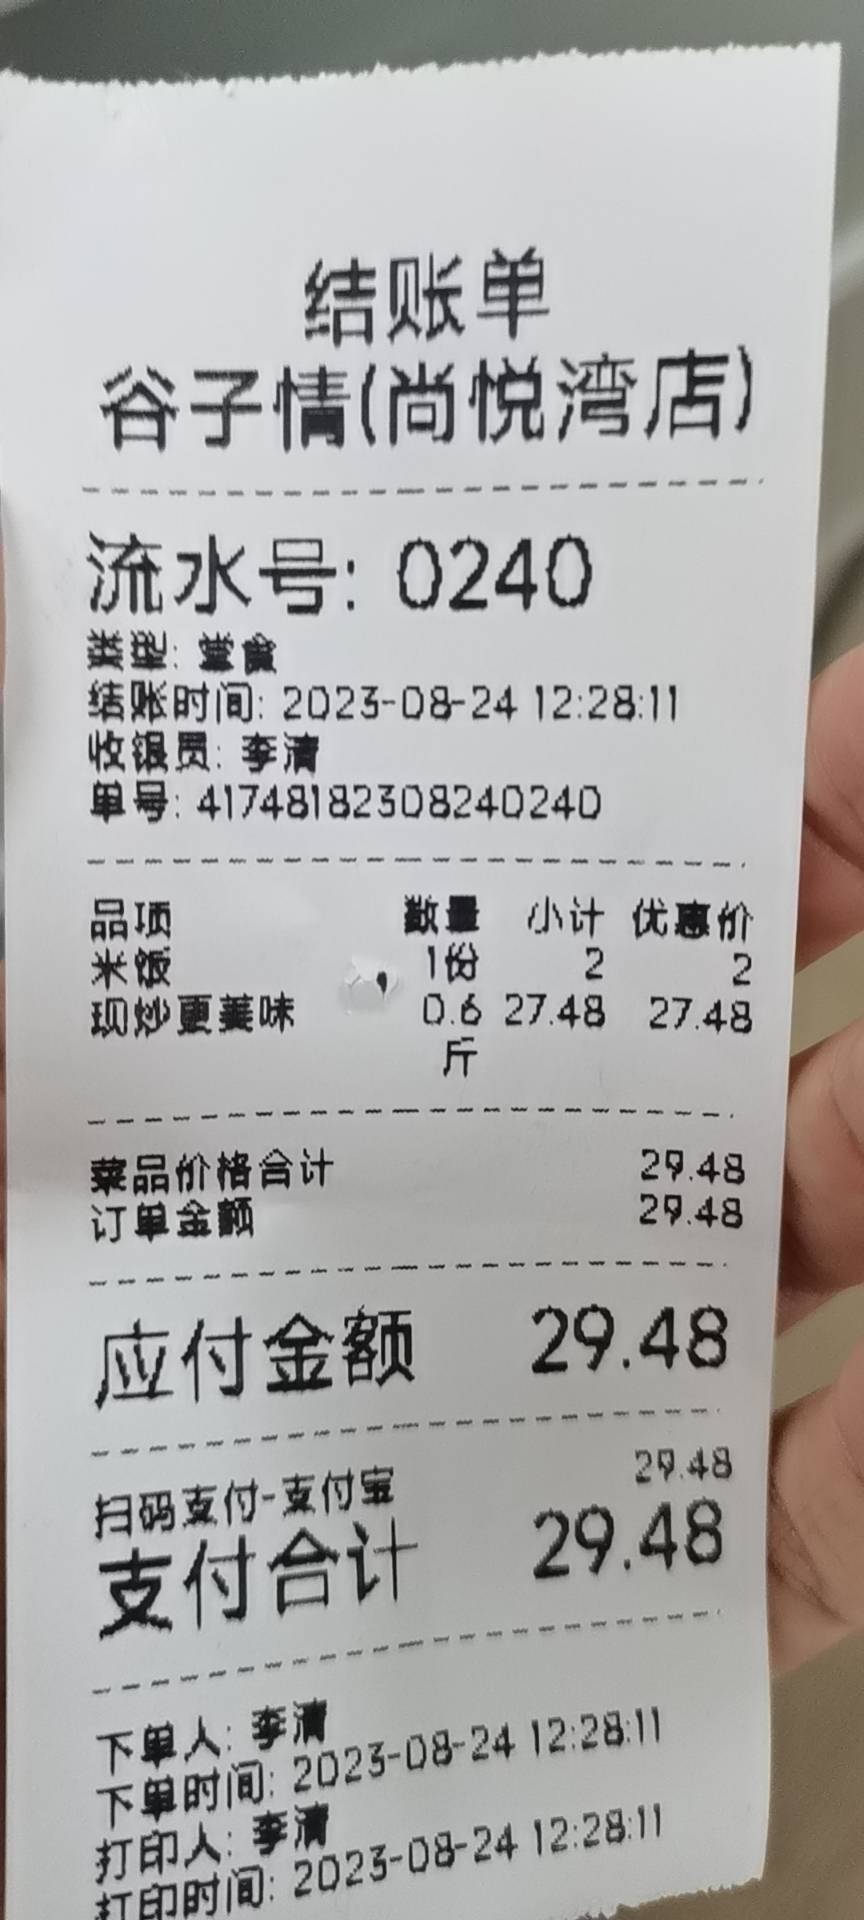 结账单
谷子情(尚悦湾店)
流水号: 0240
类型: 堂食
结账时间: 2023-08-24 12:28:11
收银员: 李清
单号: 41748182308240240
品项 数量 小计 优惠价
米饭 1份 2 2
现炒更美味 0.6 27.48 27.48
斤
菜品价格合计 29.48
订单金额 29.48
应付金额 29.48
扫码支付-支付宝 29.48
支付合计 29.48
下单人: 李清
下单时间: 2023-08-24 12:28:11
打印人: 李清
打印时间: 2023-08-24 12:28:11